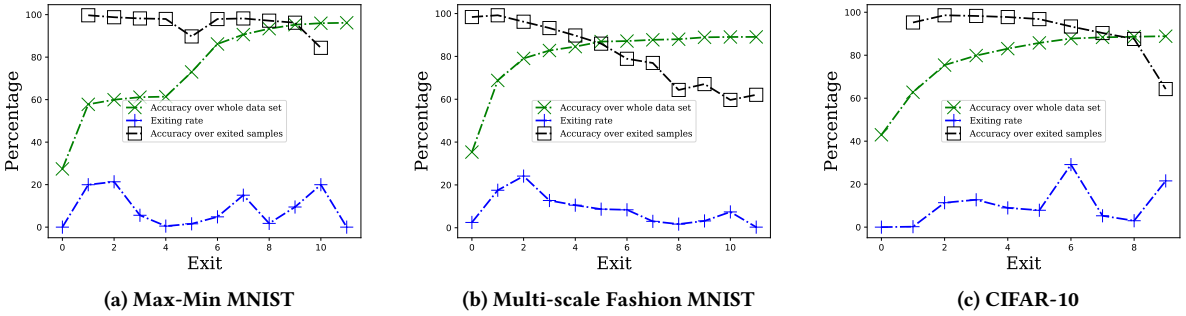 100
80
60
40
20
0
Percentage
Accuracy over whole data set
Exiting rate
Accuracy over exited samples
0 2 4 6 8 10
Exit
(a) Max-Min MNIST
100
80
60
40
20
0
Percentage
Accuracy over whole data set
Exiting rate
Accuracy over exited samples
0 2 4 6 8 10
Exit
(b) Multi-scale Fashion MNIST
100
80
60
40
20
0
Percentage
Accuracy over whole data set
Exiting rate
Accuracy over exited samples
0 2 4 6 8
Exit
(c) CIFAR-10